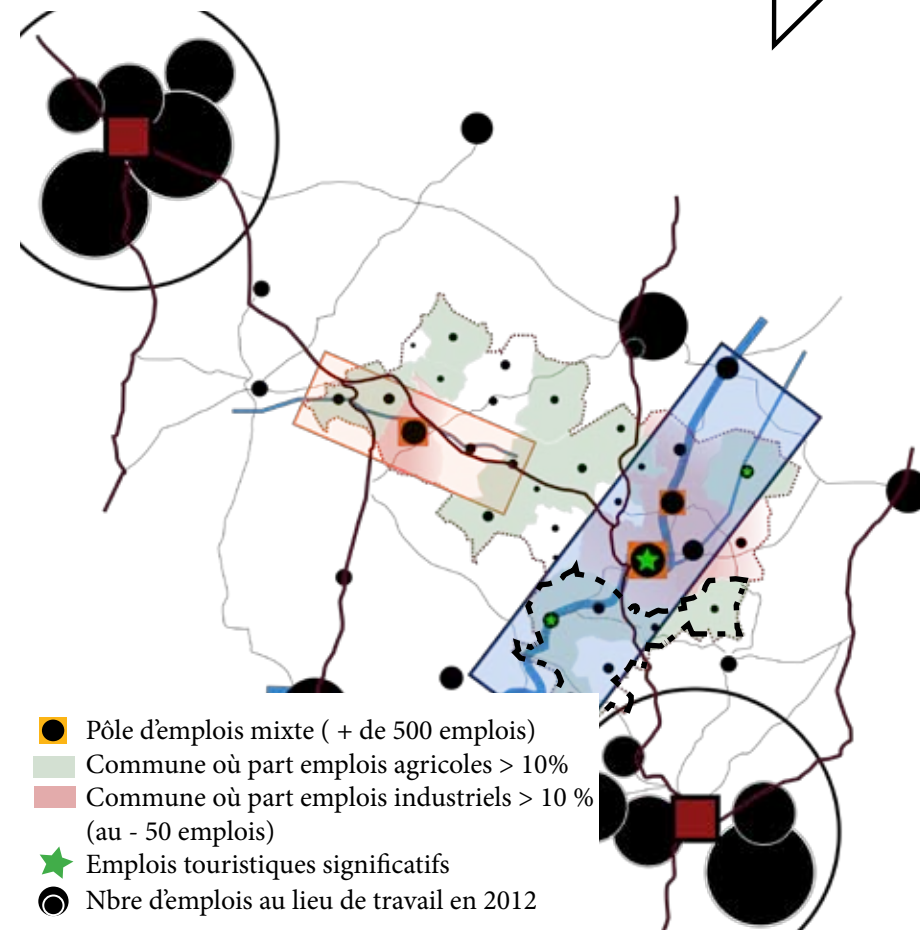 Pôle d’emplois mixte ( + de 500 emplois)
Commune où part emplois agricoles > 10%
Commune où part emplois industriels > 10 %
(au - 50 emplois)
Emplois touristiques significatifs
Nbre d’emplois au lieu de travail en 2012